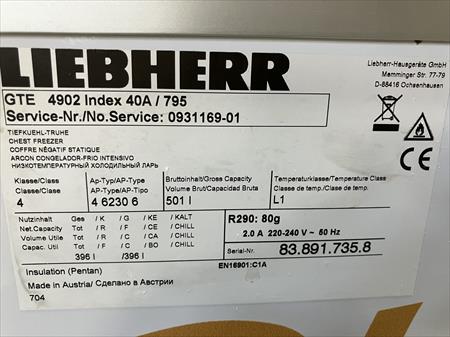 LIEBHERR
Liebherr-Hausgeräte GmbH
Memminger Str. 77-79
D-88416 Ochsenhausen
GTE 4902 Index 40A / 795
Service-Nr./No.Service: 0931169-01
TIEFKUEHL-TRUHE
CHEST FREEZER
COFFRE NÉGATIF STATIQUE
ARCON CONGELADOR-FRIO INTENSIVO
НИЗКОТЕМПЕРАТУРНЫЙ ХОЛОДИЛЬНЫЙ ЛАРЬ
Klasse/Class Ap-Typ/AP-Type Bruttoinhalt/Gross Capacity Temperaturklasse/Temperature Class
Classe/Clase AP-Type/AP-Tipo Volume Brut/Capacidad Bruta Classe de temp./Clase de temp.
4 4 6230 6 501 l L1
Nutzinhalt Ges / K / G / KE / KALT R290: 80g
Net.Capacity Tot / R / F / CE / CHILL 2.0 A 220-240 V ~ 50 Hz
Volume Utile Tot / R / C / CA / CHILL
Capac. Util Tot / F / C / BO / CHILL Serial-Nr. 83.891.735.8
396 l /396 l
EN16901:C1A
Insulation (Pentan)
Made in Austria/ Сделано в Австрии
704